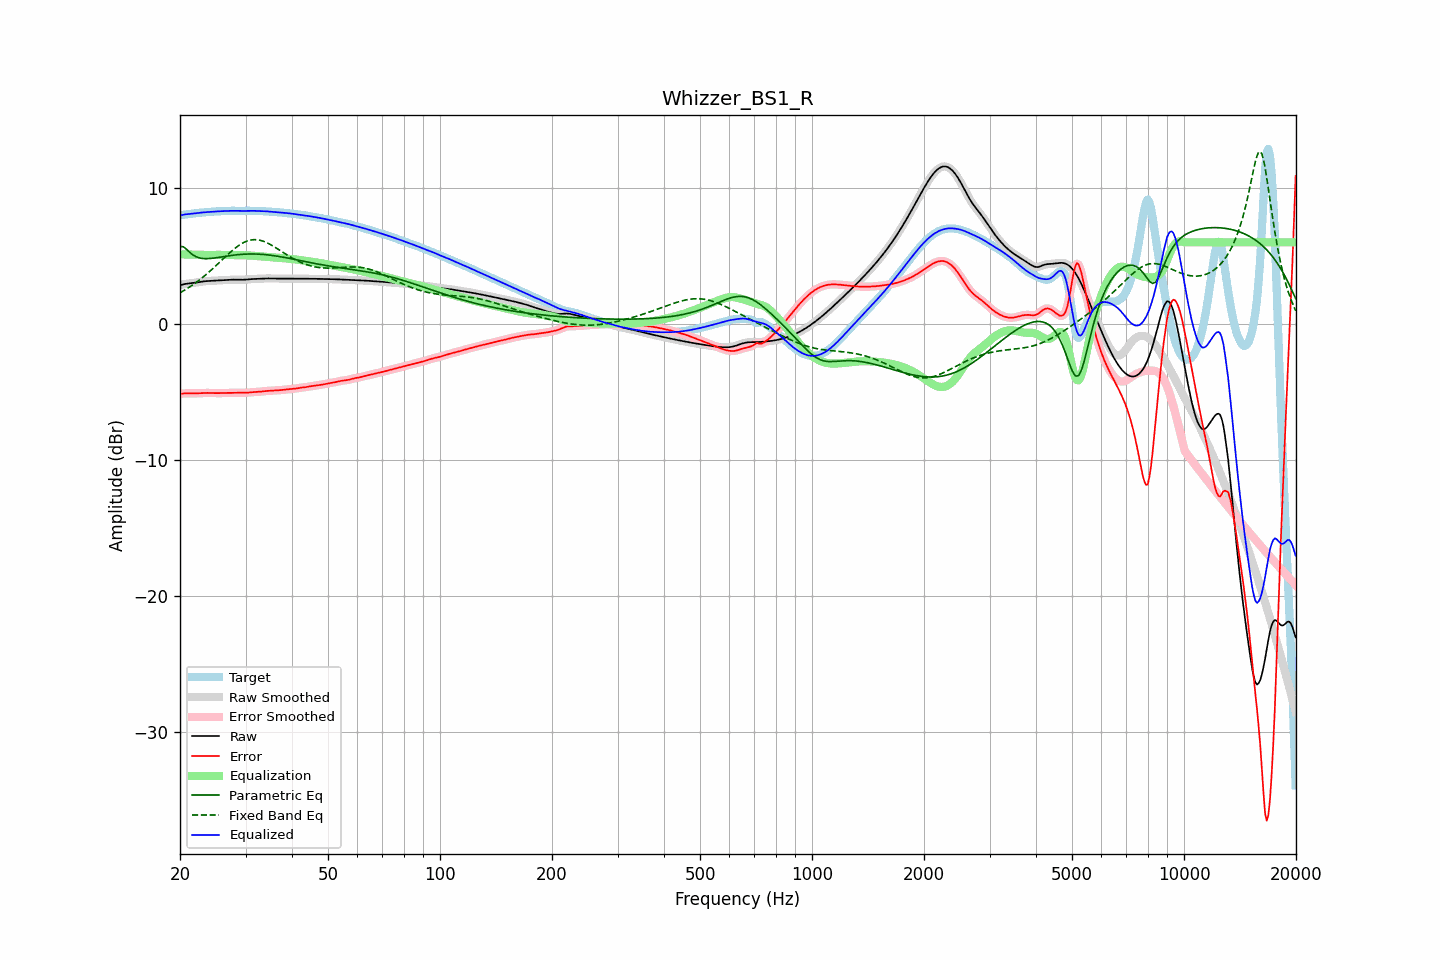 Whizzer_BS1_R
Amplitude (dBr)
10
0
−10
−20
−30
Target
Raw Smoothed
Error Smoothed
Raw
Error
Equalization
Parametric Eq
Fixed Band Eq
Equalized
20 50 100 200 500 1000 2000 5000 10000 20000
Frequency (Hz)